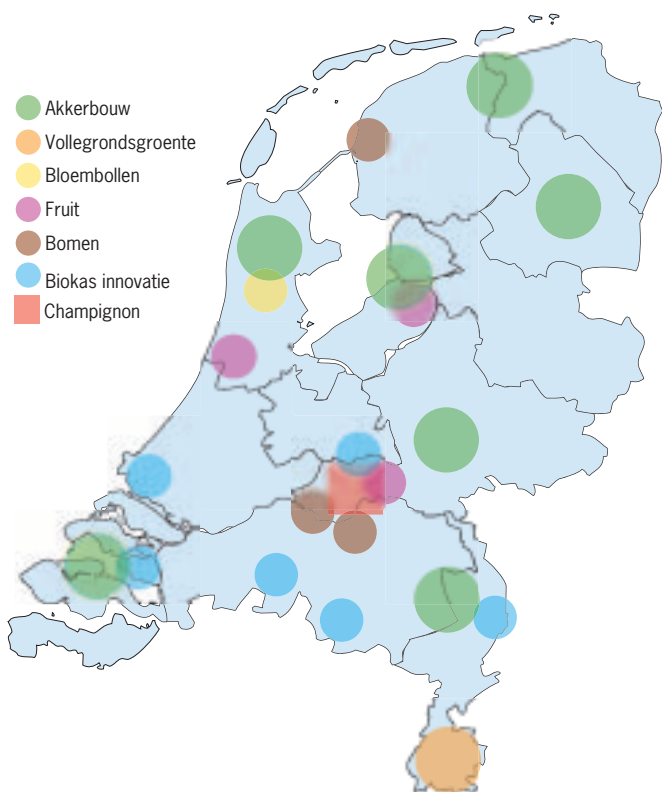 Akkerbouw
Vollegrondsgroente
Bloembollen
Fruit
Bomen
Biokas innovatie
Champignon